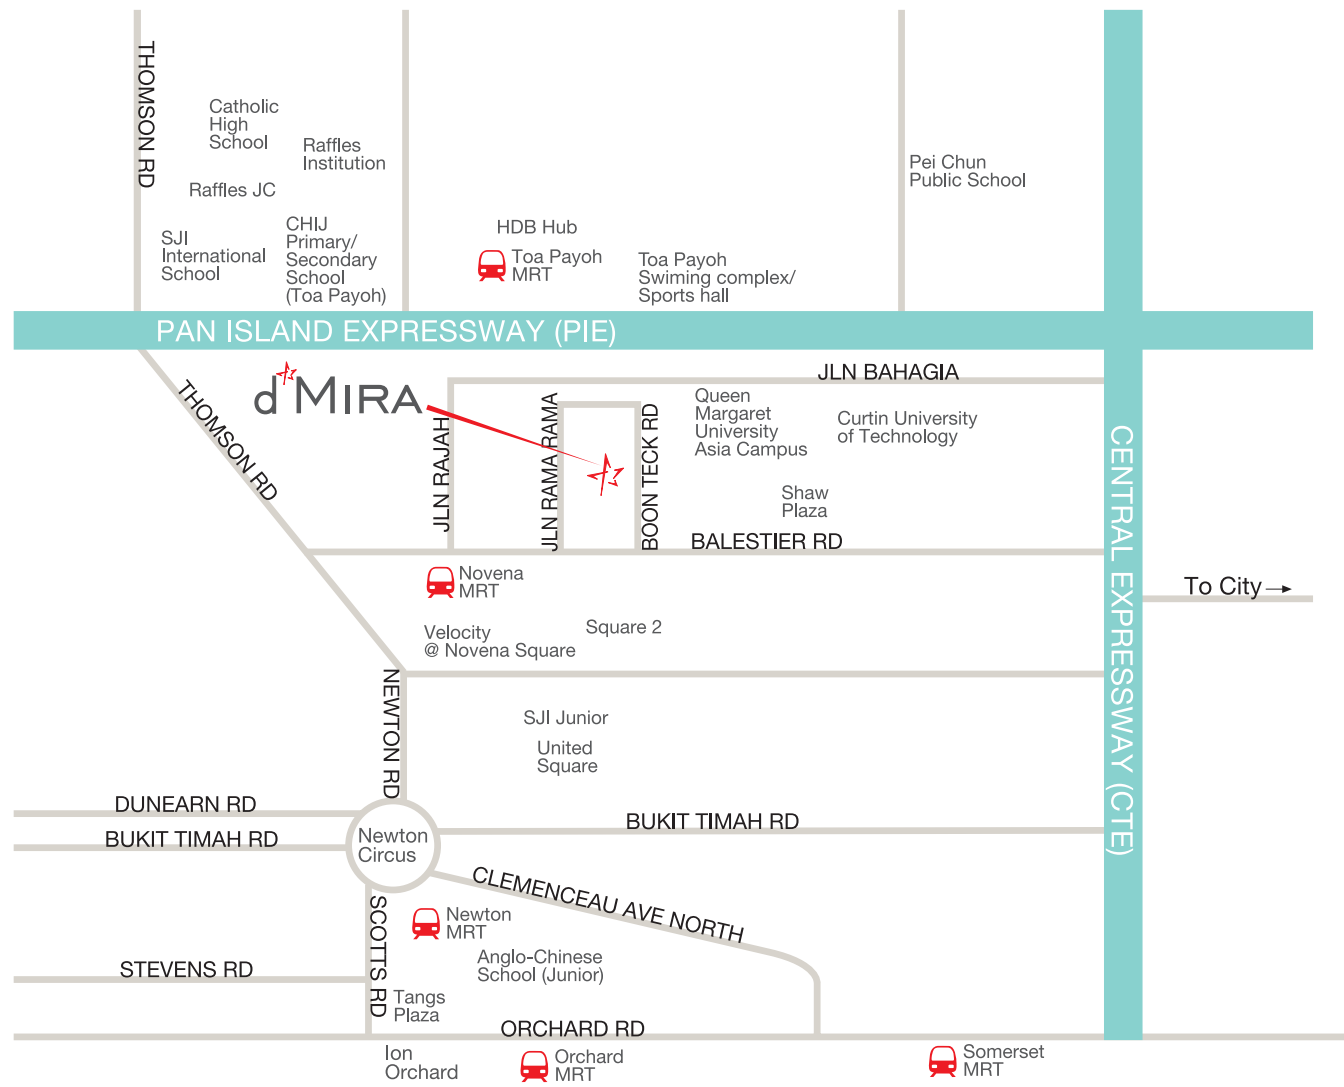 THOMSON RD
Catholic
High
School
Raffles
Institution
Raffles JC
SJI
International
School
CHIJ
Primary/
Secondary
School
(Toa Payoh)
HDB Hub
Toa Payoh
MRT
Toa Payoh
Swiming complex/
Sports hall
Pei Chun
Public School
PAN ISLAND EXPRESSWAY (PIE)
d'MIRA
THOMSON RD
JLN BAHAGIA
JLN RAJAH
JLN RAMA RAMA
BOON TECK RD
Queen
Margaret
University
Asia Campus
Curtin University
of Technology
Shaw
Plaza
BALESTIER RD
CENTRAL EXPRESSWAY (CTE)
To City
Novena
MRT
Velocity
@ Novena Square
Square 2
NEWTON RD
SJI Junior
United
Square
DUNEARN RD
BUKIT TIMAH RD
Newton
Circus
BUKIT TIMAH RD
CLEMENCEAU AVE NORTH
SCOTTS RD
Newton
MRT
Anglo-Chinese
School (Junior)
STEVENS RD
Tangs
Plaza
ORCHARD RD
Ion
Orchard
Orchard
MRT
Somerset
MRT